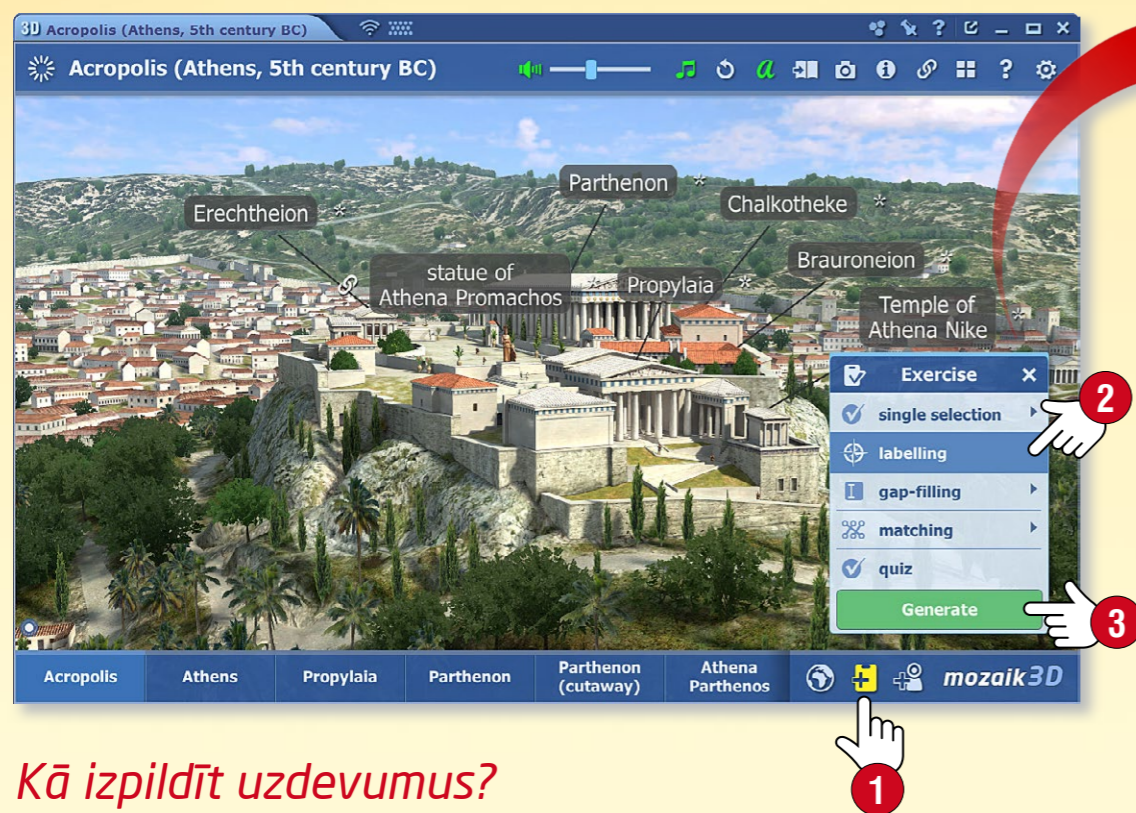 3D Acropolis (Athens, 5th century BC)
Acropolis (Athens, 5th century BC)
Parthenon
Erechtheion
Chalkotheke
statue of
Athena Promachos
Propylaia
Brauroneion
Temple of
Athena Nike
Exercise
single selection
labelling
gap-filling
matching
quiz
Generate
2
3
Acropolis
Athens
Propylaia
Parthenon
Parthenon
(cutaway)
Athena
Parthenos
mozaik3D
1
Kā izpildīt uzdevumus?